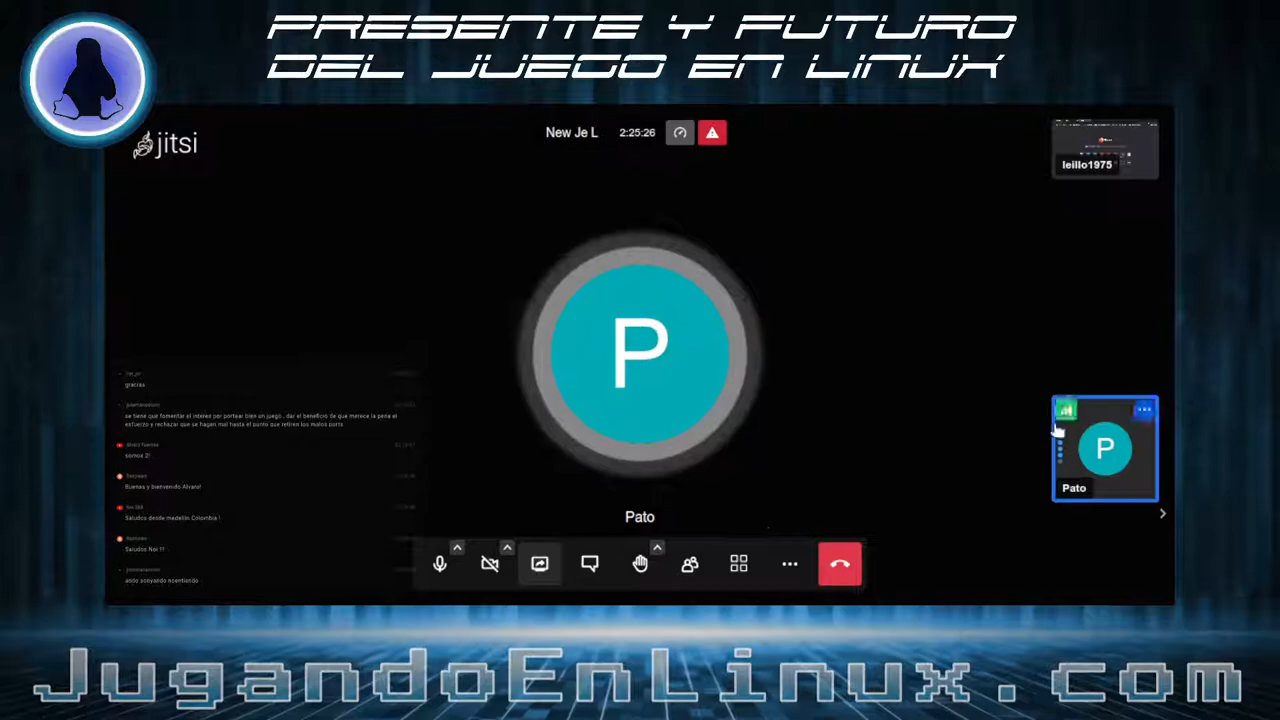 PRESENTE Y FUTURO
DEL JUEGO EN LINUX
jitsi
New Je L
2:25:26
leillo1975
P
gracias
se tiene que fomentar el interes por portear bien un juego , dar el beneficio de que merece la pena el
esfuerzo y rechazar que se hagan mal hasta el punto que retiren los malos ports
somos 2!
Buenas y bienvenido Alvaro!
Saludos desde medellin Colombia !
Saludos Noi !!!
P
Pato
Pato
JugandoEnLinux.com